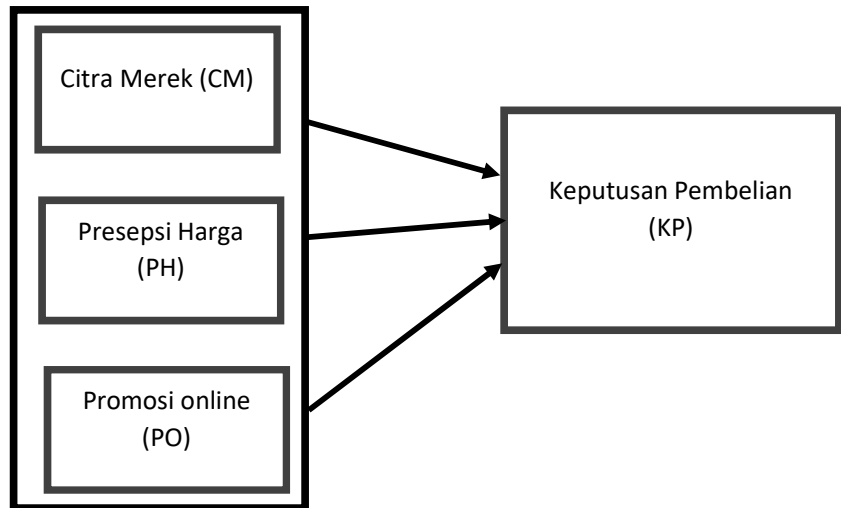 Citra Merek (CM)
Presepsi Harga
(PH)
Promosi online
(PO)
Keputusan Pembelian
(KP)